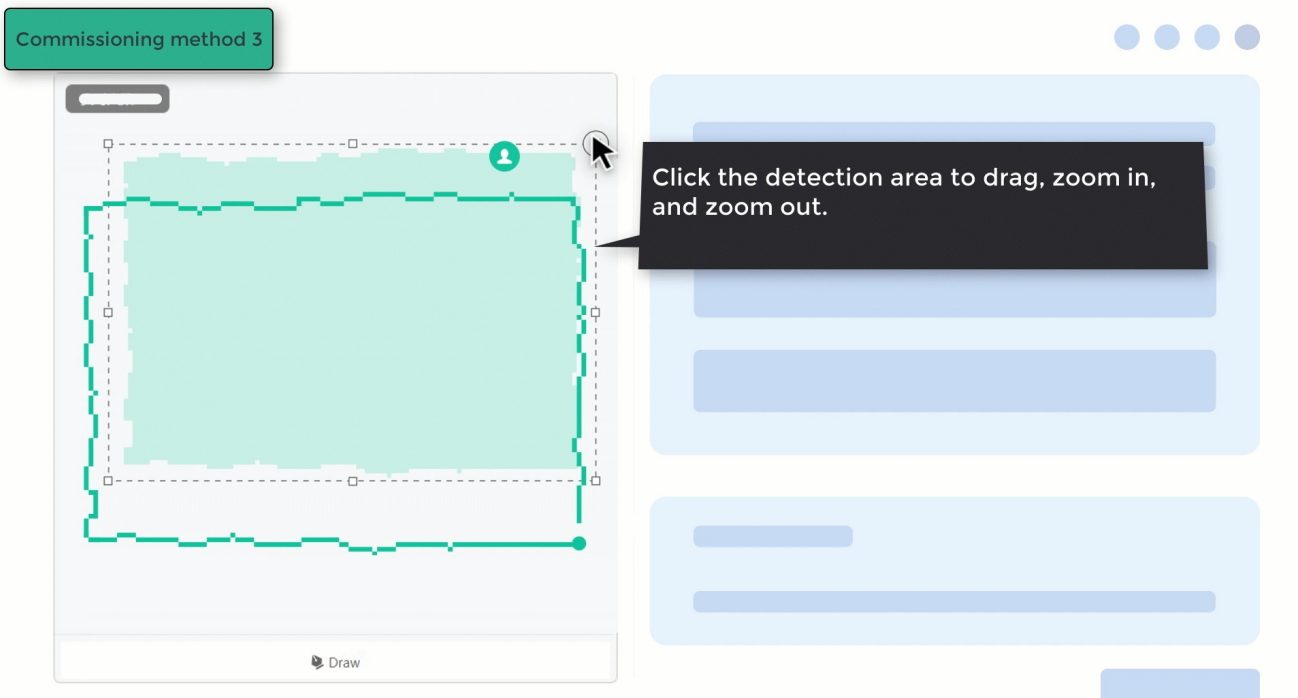 Commissioning method 3
Click the detection area to drag, zoom in,
and zoom out.
Draw